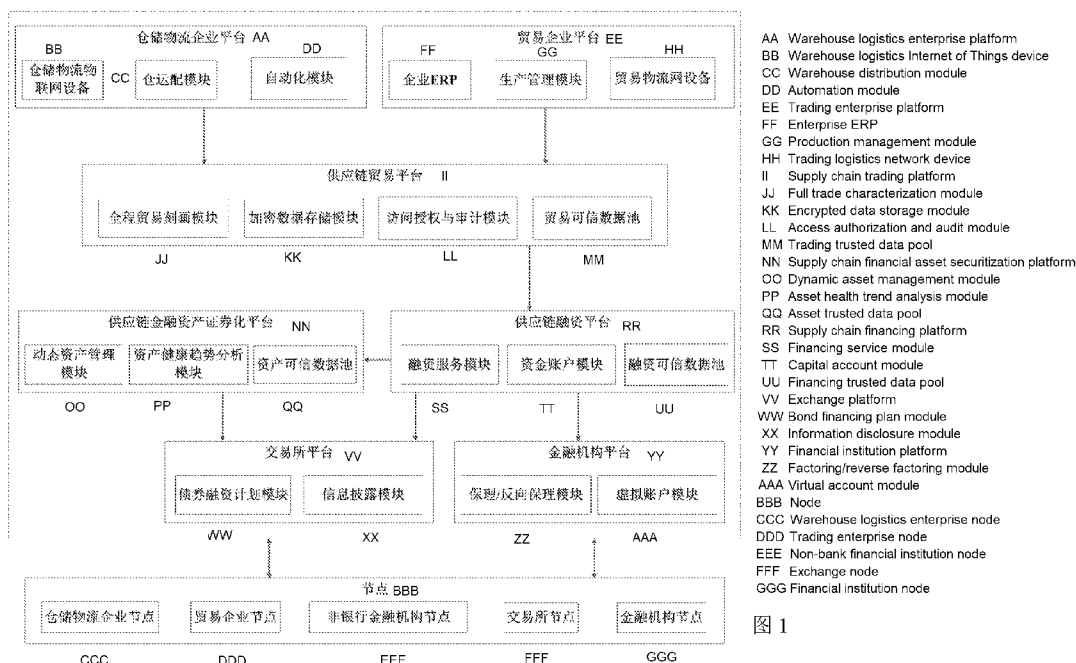 仓储物流企业平台 AA
BB
DD
仓储物流物
联网设备
CC
仓运配模块
自动化模块
贸易企业平台 EE
FF
GG
HH
企业ERP
生产管理模块
贸易物流网设备
供应链贸易平台 II
全程贸易刻画模块
加密数据存储模块
访问授权与审计模块
贸易可信数据池
JJ
KK
LL
MM
供应链金融资产证券化平台 NN
动态资产管理
模块
资产健康趋势分析
模块
资产可信数据池
OO
PP
QQ
供应链融资平台 RR
融资服务模块
资金账户模块
融资可信数据池
SS
TT
UU
交易所平台 VV
债券融资计划模块
信息披露模块
WW
XX
金融机构平台 YY
保理/反向保理模块
虚拟账户模块
ZZ
AAA
节点 BBB
仓储物流企业节点
贸易企业节点
非银行金融机构节点
交易所节点
金融机构节点
CCC
DDD
EEE
FFF
GGG
AA Warehouse logistics enterprise platform
BB Warehouse logistics Internet of Things device
CC Warehouse distribution module
DD Automation module
EE Trading enterprise platform
FF Enterprise ERP
GG Production management module
HH Trading logistics network device
II Supply chain trading platform
JJ Full trade characterization module
KK Encrypted data storage module
LL Access authorization and audit module
MM Trading trusted data pool
NN Supply chain financial asset securitization platform
OO Dynamic asset management module
PP Asset health trend analysis module
QQ Asset trusted data pool
RR Supply chain financing platform
SS Financing service module
TT Capital account module
UU Financing trusted data pool
VV Exchange platform
WW Bond financing plan module
XX Information disclosure module
YY Financial institution platform
ZZ Factoring/reverse factoring module
AAA Virtual account module
BBB Node
CCC Warehouse logistics enterprise node
DDD Trading enterprise node
EEE Non-bank financial institution node
FFF Exchange node
GGG Financial institution node
图 1